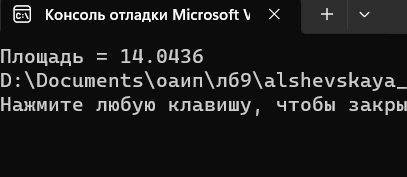 Консоль отладки Microsoft V
Площадь = 14.0436
D:\Documents\оаип\лб9\alshevskaya_
Нажмите любую клавишу, чтобы закры